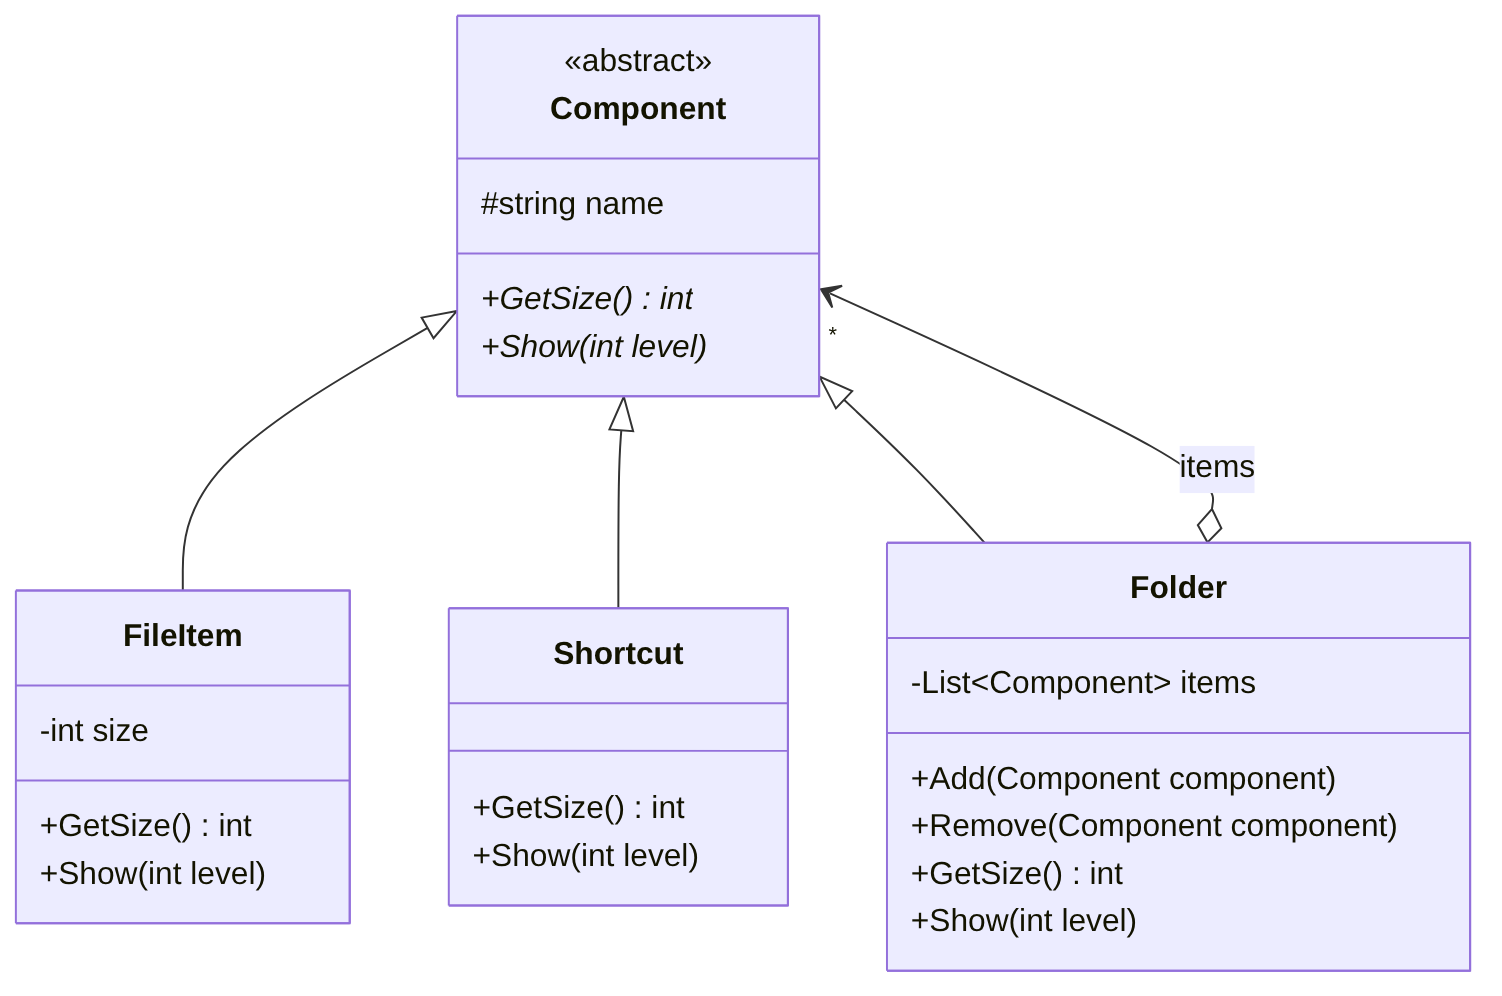 «abstract»
Component
#string name
+GetSize() : int
+Show(int level)
*
items
FileItem
-int size
+GetSize() : int
+Show(int level)
Shortcut
+GetSize() : int
+Show(int level)
Folder
-List<Component> items
+Add(Component component)
+Remove(Component component)
+GetSize() : int
+Show(int level)